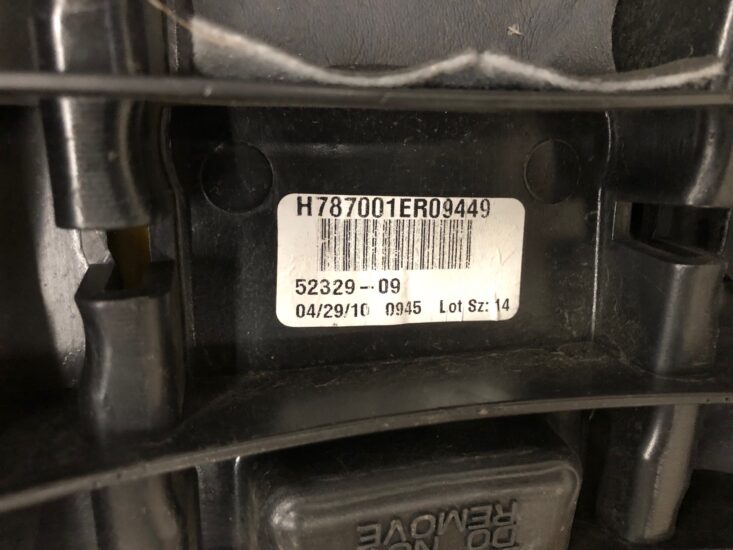 H787001ER09449
52329-09
04/29/10 0945 Lot Sz: 14
DO NOT
REMOVE